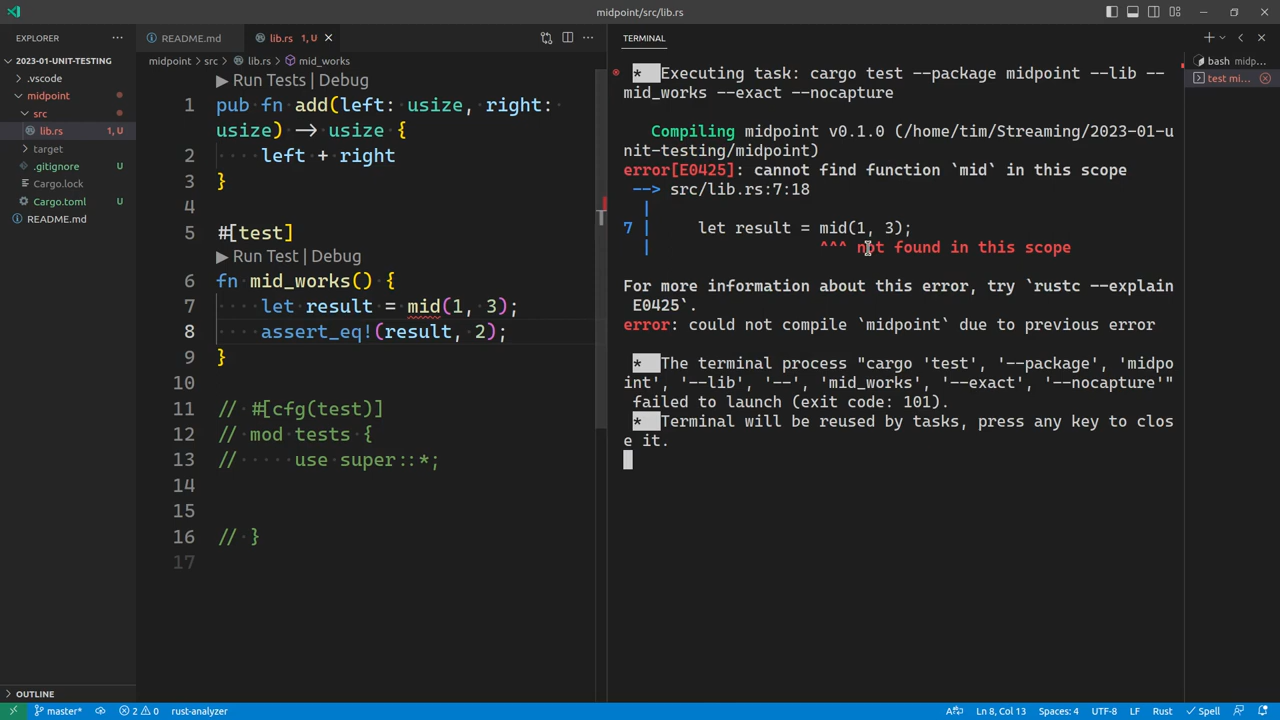 midpoint/src/lib.rs
EXPLORER
2023-01-UNIT-TESTING
.vscode
midpoint
src
lib.rs 1, U
target
.gitignore
Cargo.lock
Cargo.toml
README.md
OUTLINE
README.md
lib.rs 1, U
midpoint > src > lib.rs > mid_works
Run Tests | Debug
1 pub fn add(left: usize, right:
usize) -> usize {
2 left + right
3 }
4
5 #[test]
Run Test | Debug
6 fn mid_works() {
7 let result = mid(1, 3);
8 assert_eq!(result, 2);
9 }
10
11 // #[cfg(test)]
12 // mod tests {
13 // use super::*;
14 //
15 //
16 // }
17
TERMINAL
* Executing task: cargo test --package midpoint --lib --
mid_works --exact --nocapture
Compiling midpoint v0.1.0 (/home/tim/Streaming/2023-01-u
nit-testing/midpoint)
error[E0425]: cannot find function `mid` in this scope
--> src/lib.rs:7:18
|
7 | let result = mid(1, 3);
| ^^^ not found in this scope
For more information about this error, try `rustc --explain
E0425`.
error: could not compile `midpoint` due to previous error
* The terminal process "cargo 'test', '--package', 'midpo
int', '--lib', '--', 'mid_works', '--exact', '--nocapture'"
failed to launch (exit code: 101).
* Terminal will be reused by tasks, press any key to clos
e it.
bash midp...
test mi...
master*
2 0
rust-analyzer
Ln 8, Col 13
Spaces: 4
UTF-8
LF
Rust
Spell